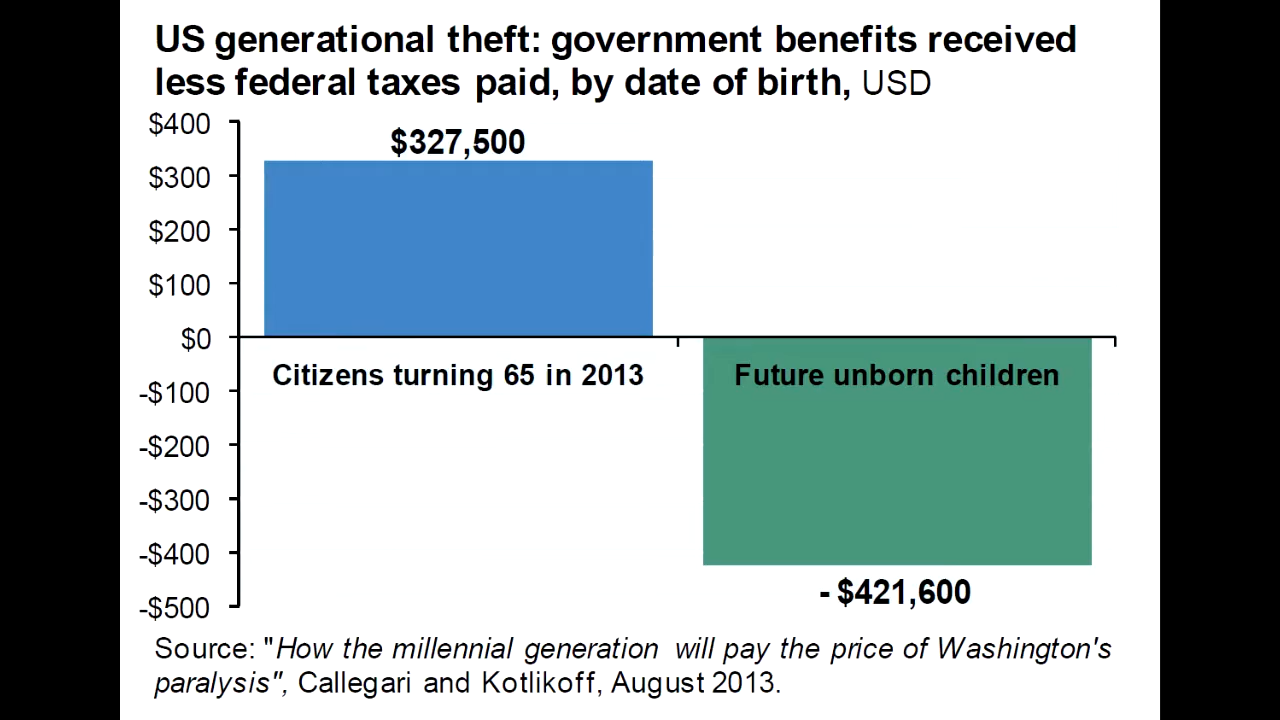 US generational theft: government benefits received
less federal taxes paid, by date of birth, USD
$400
$327,500
$300
$200
$100
$0
Citizens turning 65 in 2013
Future unborn children
-$100
-$200
-$300
-$400
- $421,600
-$500
Source: "How the millennial generation will pay the price of Washington's
paralysis", Callegari and Kotlikoff, August 2013.